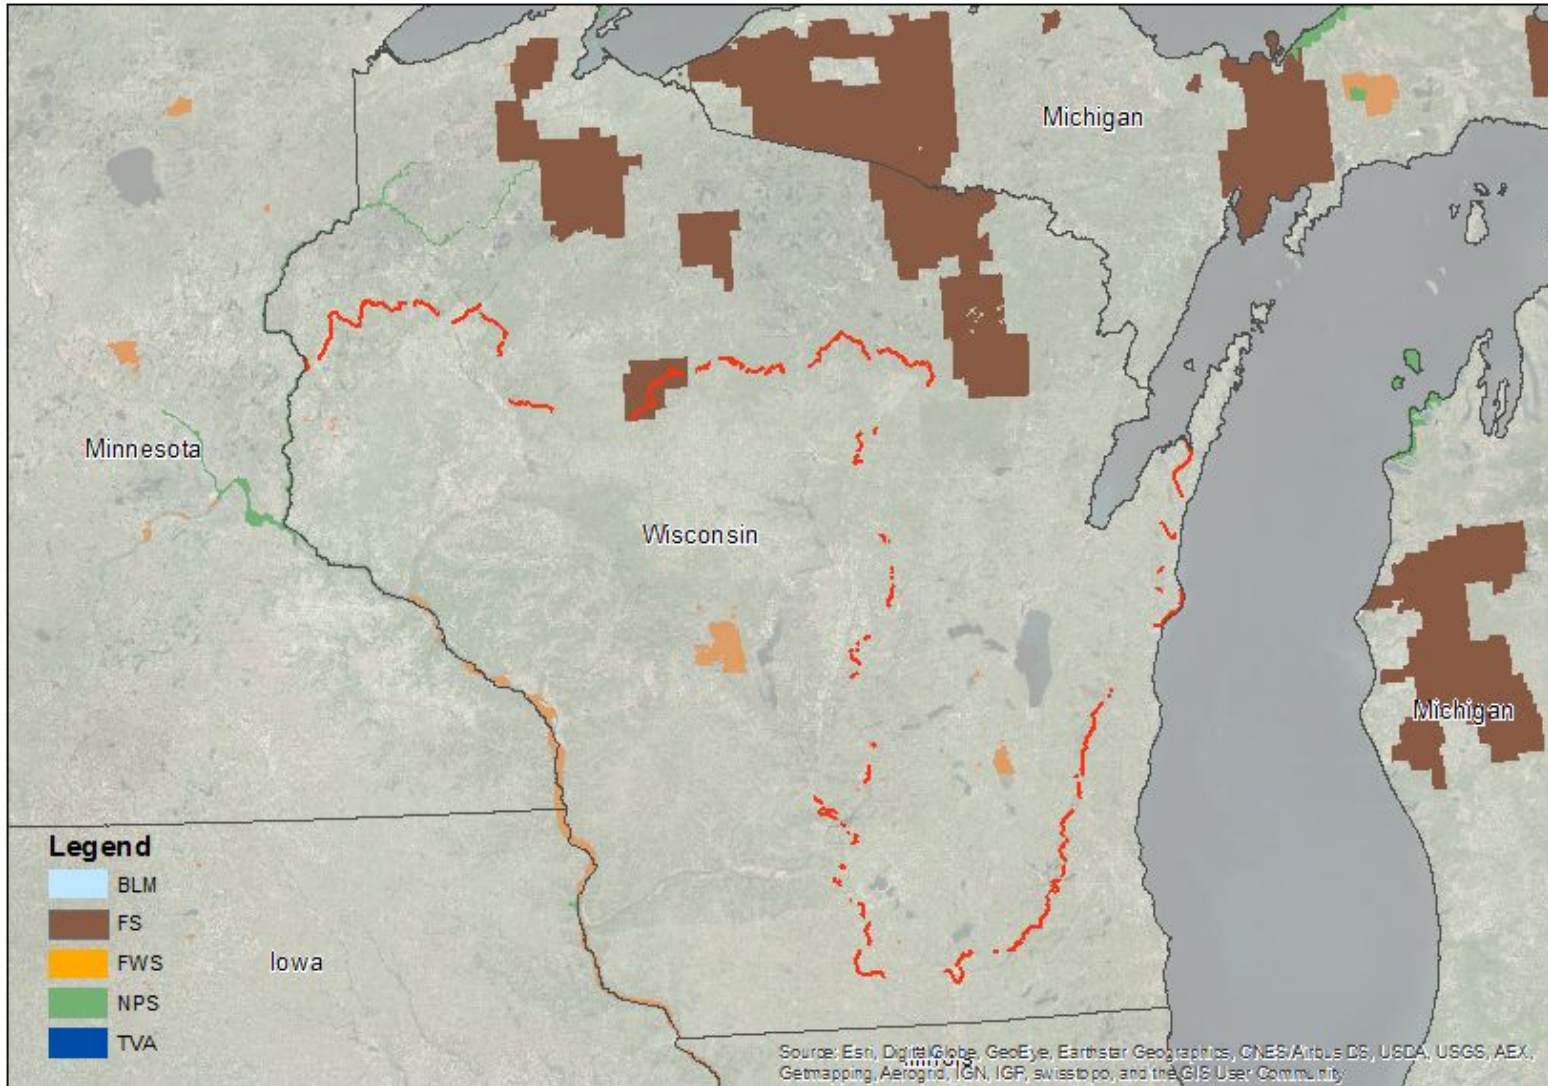 Michigan
Minnesota
Wisconsin
Michigan
Legend
BLM
FS
FWS
NPS
TVA
Iowa
Source: Esri, DigitalGlobe, GeoEye, Earthstar Geographics, CNES/Airbus DS, USDA, USGS, AEX,
Getmapping, Aerogrid, IGN, IGP, swisstopo, and the GIS User Community